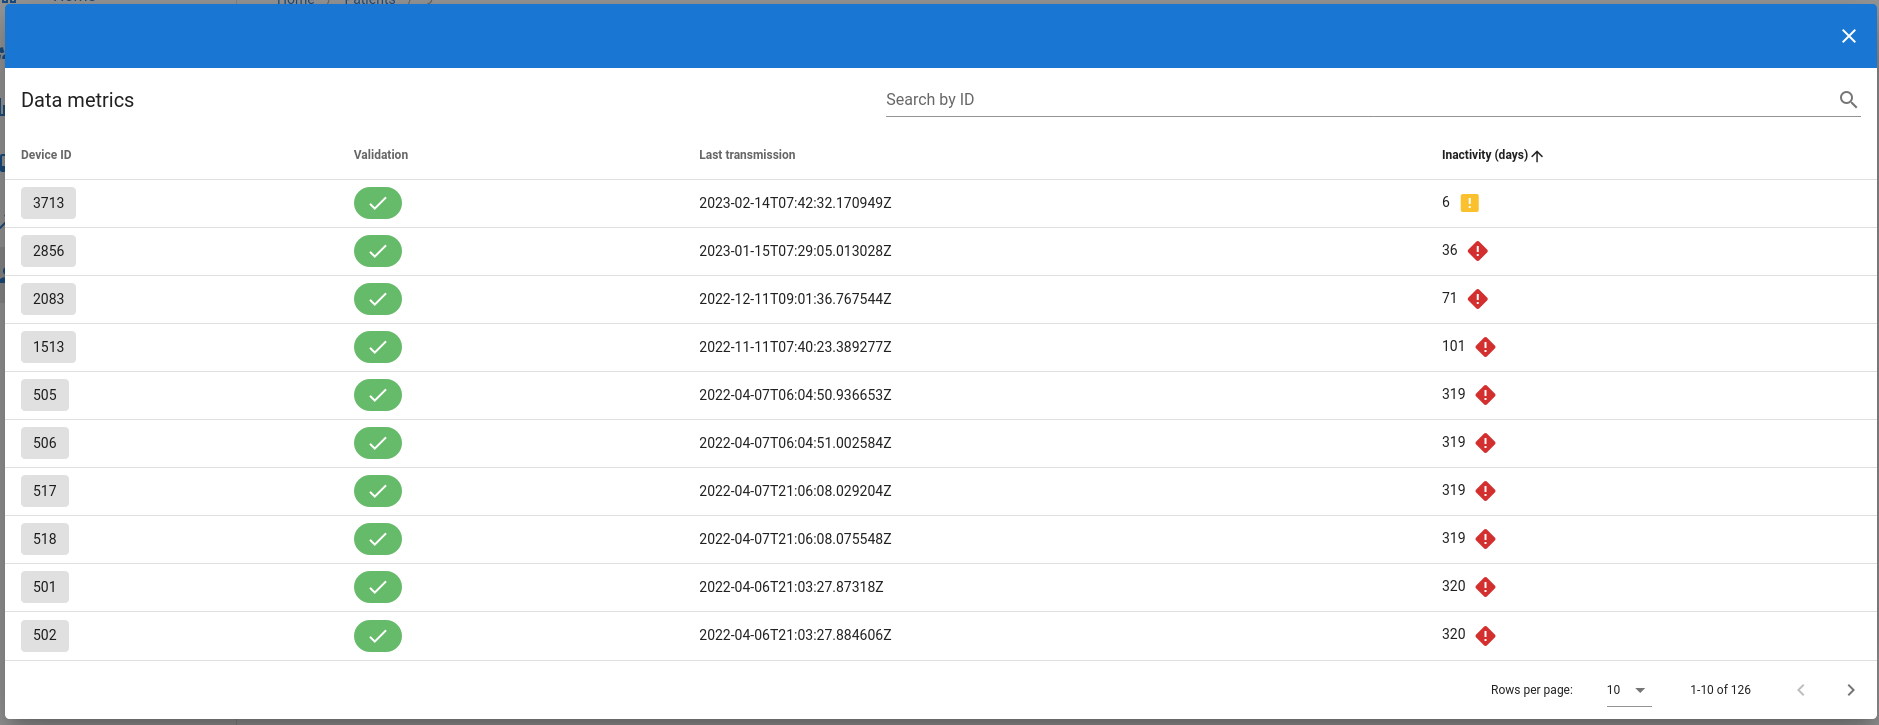 Home / Patients /
Data metrics
Search by ID
Device ID Validation Last transmission Inactivity (days)
3713 2023-02-14T07:42:32.170949Z 6
2856 2023-01-15T07:29:05.013028Z 36
2083 2022-12-11T09:01:36.767544Z 71
1513 2022-11-11T07:40:23.389277Z 101
505 2022-04-07T06:04:50.936653Z 319
506 2022-04-07T06:04:51.002584Z 319
517 2022-04-07T21:06:08.029204Z 319
518 2022-04-07T21:06:08.075548Z 319
501 2022-04-06T21:03:27.87318Z 320
502 2022-04-06T21:03:27.884606Z 320
Rows per page: 10 1-10 of 126